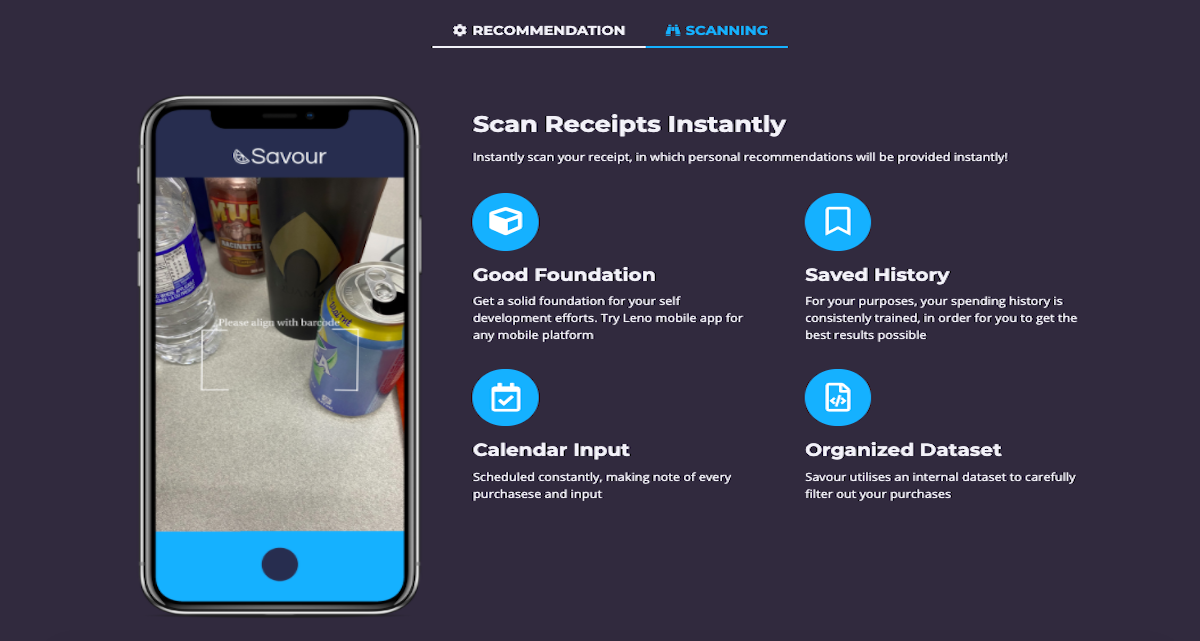 RECOMMENDATION
SCANNING
Savour
MUG
RACINETTE
Please align with barcode
Scan Receipts Instantly
Instantly scan your receipt, in which personal recommendations will be provided instantly!
Good Foundation
Get a solid foundation for your self
development efforts. Try Leno mobile app for
any mobile platform
Saved History
For your purposes, your spending history is
consistenly trained, in order for you to get the
best results possible
Calendar Input
Scheduled constantly, making note of every
purchasese and input
Organized Dataset
Savour utilises an internal dataset to carefully
filter out your purchases